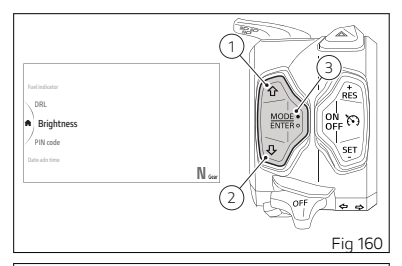 1
3
Fuel indicator
DRL
Brightness
PIN code
Date adn time
N Gear
MODE
ENTER
+
RES
ON
OFF
SET
-
2
OFF
Fig 160